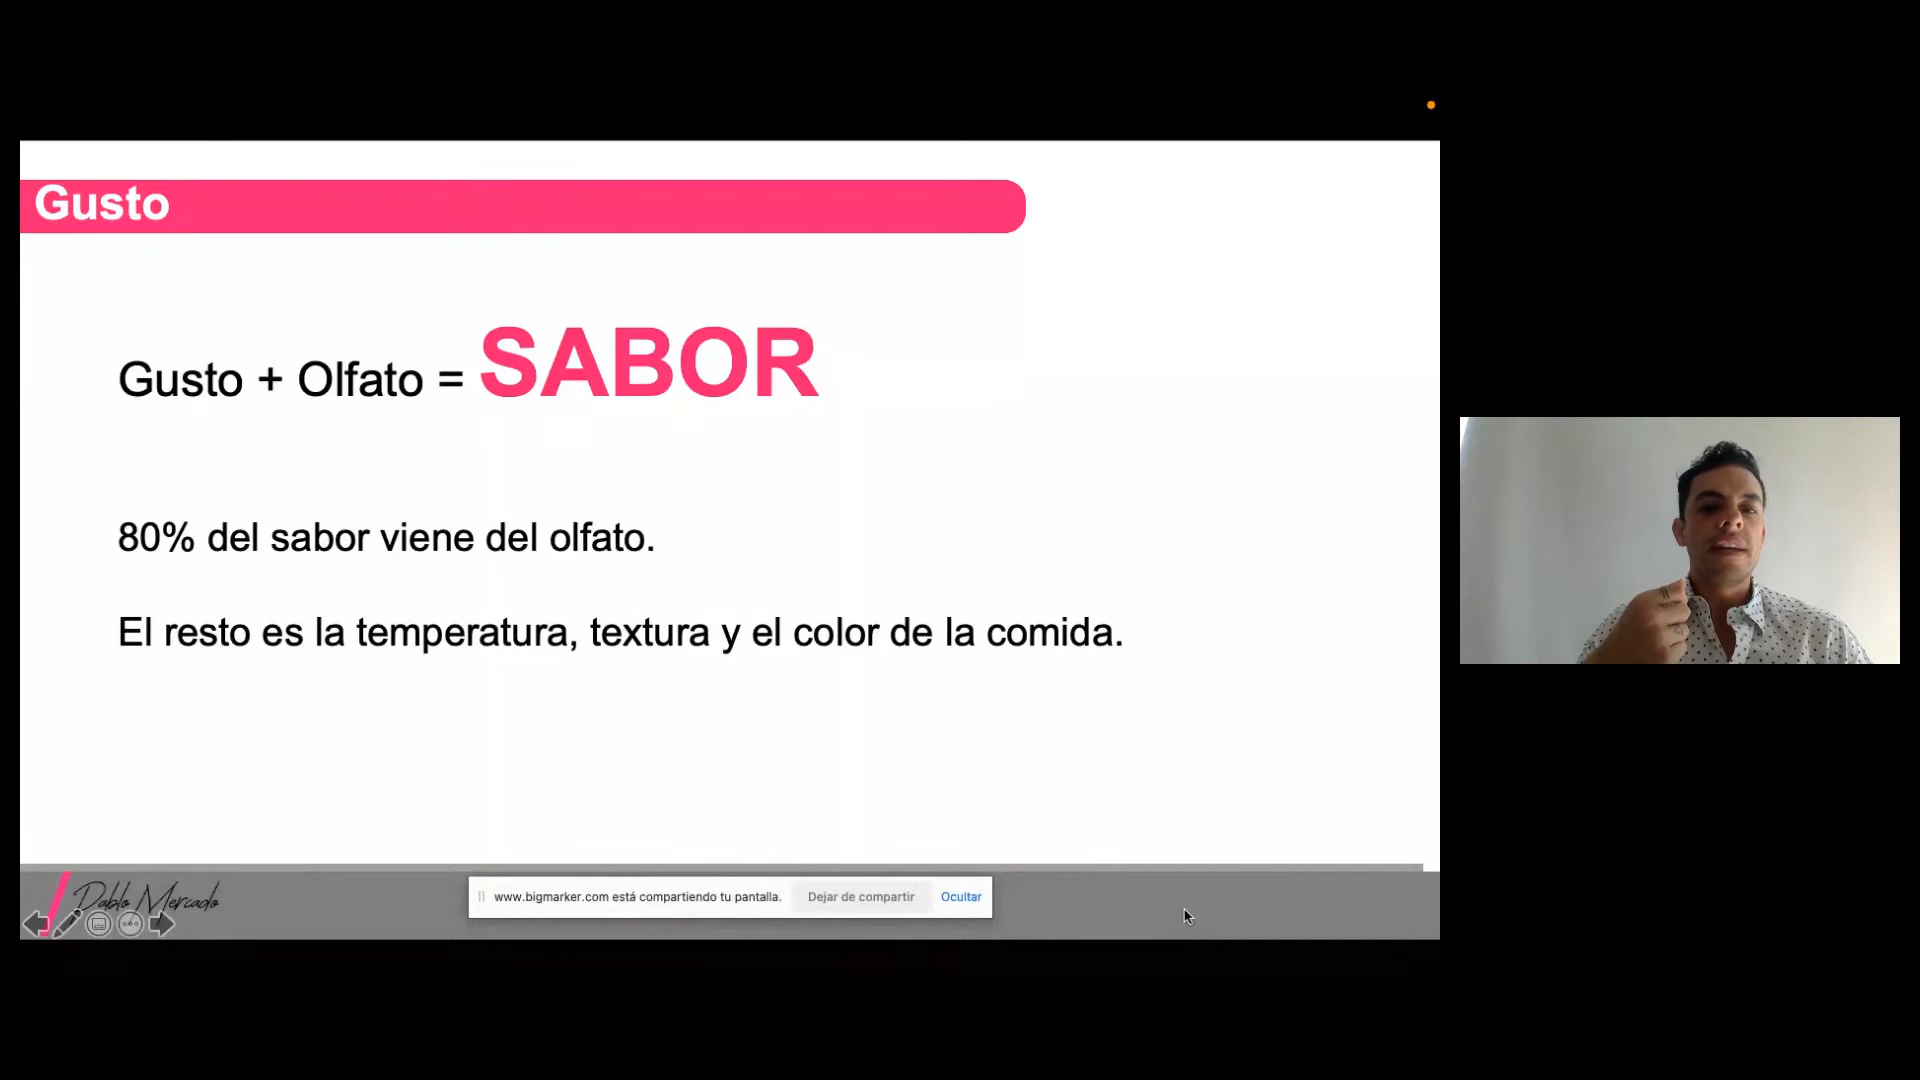 Gusto
Gusto + Olfato = SABOR
80% del sabor viene del olfato.
El resto es la temperatura, textura y el color de la comida.
Pablo Mercado
www.bigmarker.com está compartiendo tu pantalla. Dejar de compartir Ocultar